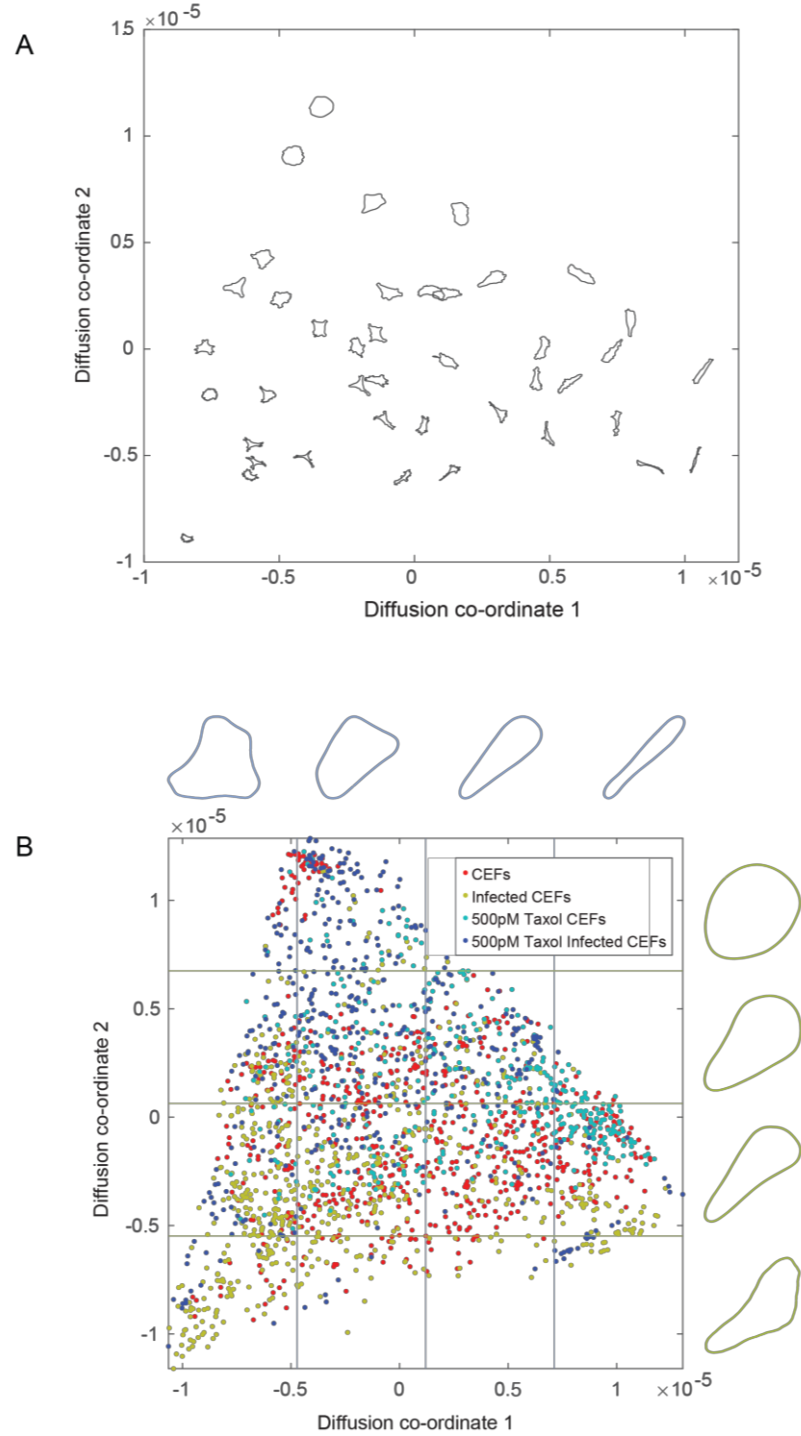 A
15 ×10⁻⁵
1
0.5
0
-0.5
-1
-1
-0.5
0
0.5
1
×10⁻⁵
Diffusion co-ordinate 2
Diffusion co-ordinate 1
B
×10⁻⁵
1
0.5
0
-0.5
-1
-1
-0.5
0
0.5
1
×10⁻⁵
Diffusion co-ordinate 2
Diffusion co-ordinate 1
CEFs
Infected CEFs
500pM Taxol CEFs
500pM Taxol Infected CEFs